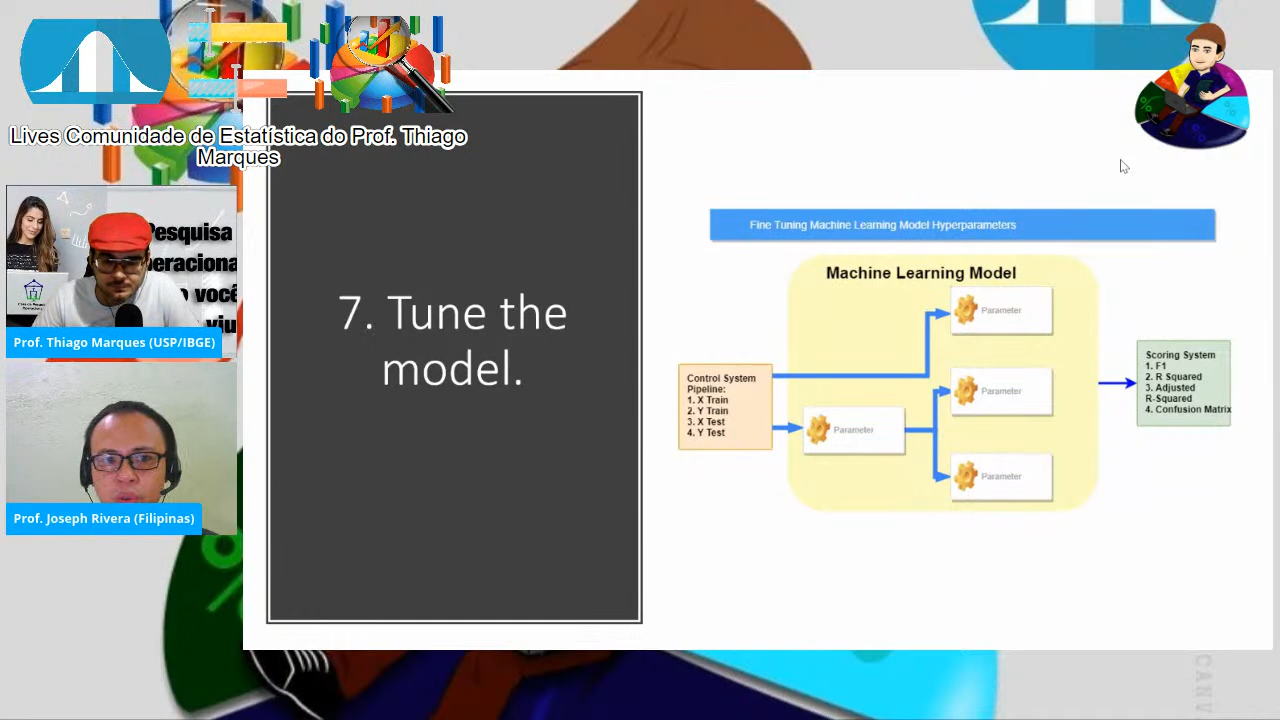 Lives Comunidade de Estatística do Prof. Thiago
Marques
Pesquisa
peraciona
o você
viu
Prof. Thiago Marques (USP/IBGE)
Prof. Joseph Rivera (Filipinas)
7. Tune the
model.
Fine Tuning Machine Learning Model Hyperparameters
Machine Learning Model
Parameter
Control System
Pipeline:
1. X Train
2. Y Train
3. X Test
4. Y Test
Parameter
Parameter
Parameter
Scoring System
1. F1
2. R Squared
3. Adjusted
R-Squared
4. Confusion Matrix
CANV